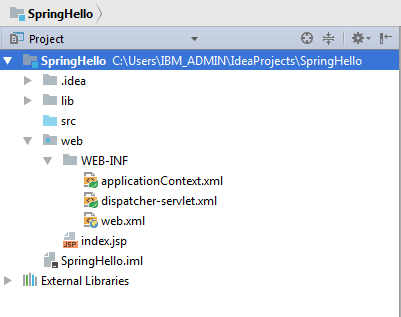 SpringHello
Project
SpringHello C:\Users\IBM_ADMIN\IdeaProjects\SpringHello
.idea
lib
src
web
WEB-INF
applicationContext.xml
dispatcher-servlet.xml
web.xml
JSP index.jsp
SpringHello.iml
External Libraries